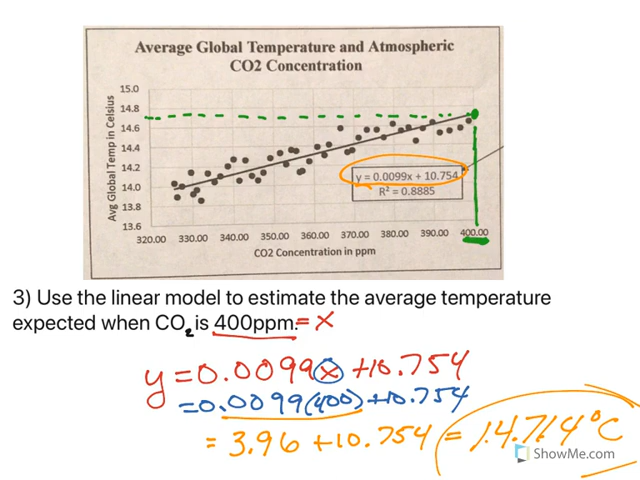 Average Global Temperature and Atmospheric
CO2 Concentration
Avg Global Temp in Celsius
15.0
14.8
14.6
14.4
14.2
14.0
13.8
13.6
y = 0.0099x + 10.754
R² = 0.8885
320.00 330.00 340.00 350.00 360.00 370.00 380.00 390.00 400.00
CO2 Concentration in ppm
3) Use the linear model to estimate the average temperature
expected when CO2 is 400ppm. = X
y = 0.0099x + 10.754
= 0.0099(400) + 10.754
= 3.96 + 10.754 = 14.714°C
ShowMe.com